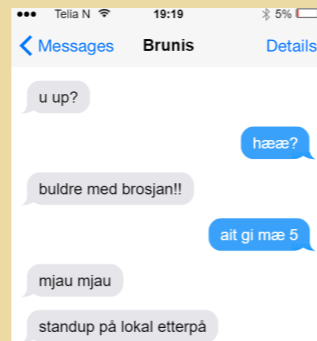 Telia N 19:19 5%
Messages Brunis Details
u up?
hææ?
buldre med brosjan!!
ait gi mæ 5
mjau mjau
standup på lokal etterpå